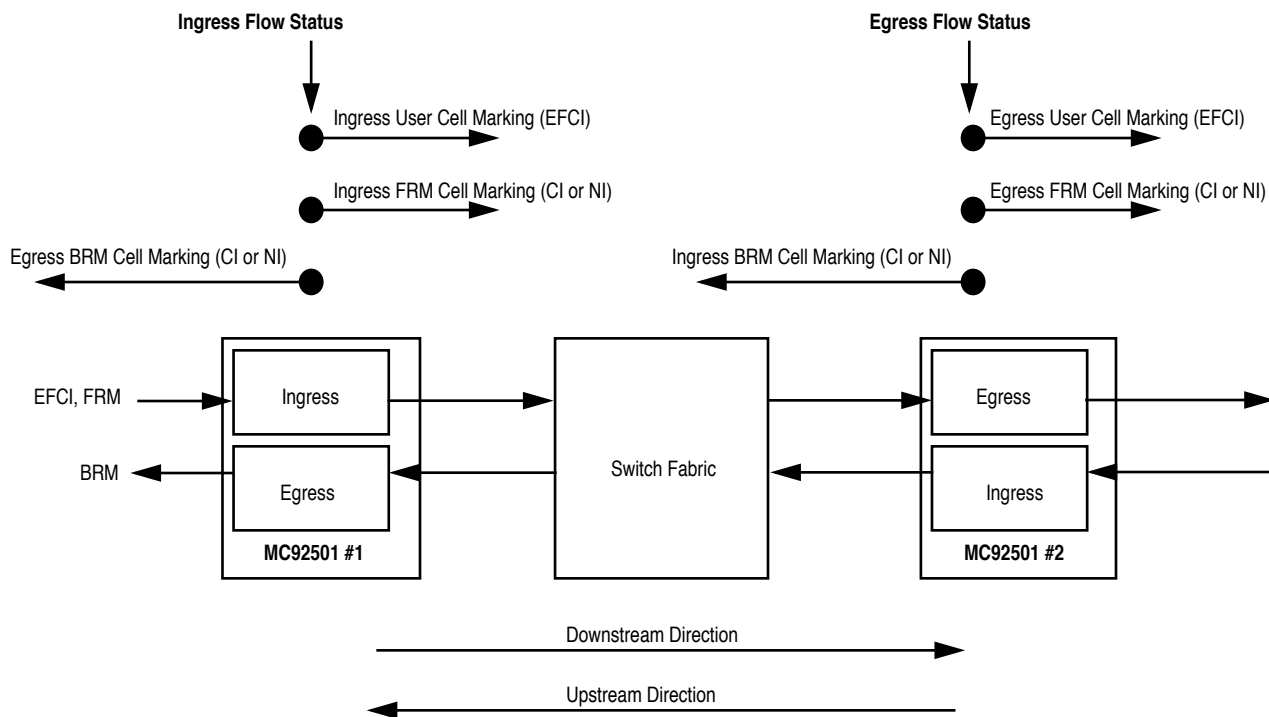 Ingress Flow Status
Egress Flow Status
Ingress User Cell Marking (EFCI)
Egress User Cell Marking (EFCI)
Ingress FRM Cell Marking (CI or NI)
Egress FRM Cell Marking (CI or NI)
Egress BRM Cell Marking (CI or NI)
Ingress BRM Cell Marking (CI or NI)
EFCI, FRM
Ingress
Egress
BRM
Egress
Switch Fabric
Ingress
MC92501 #1
MC92501 #2
Downstream Direction
Upstream Direction